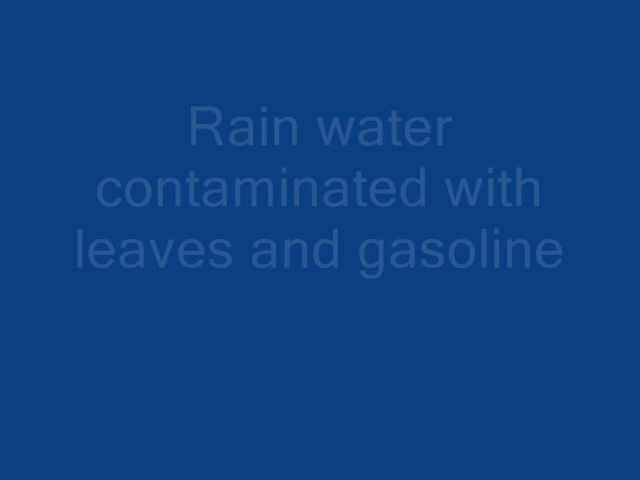 Rain water
contaminated with
leaves and gasoline